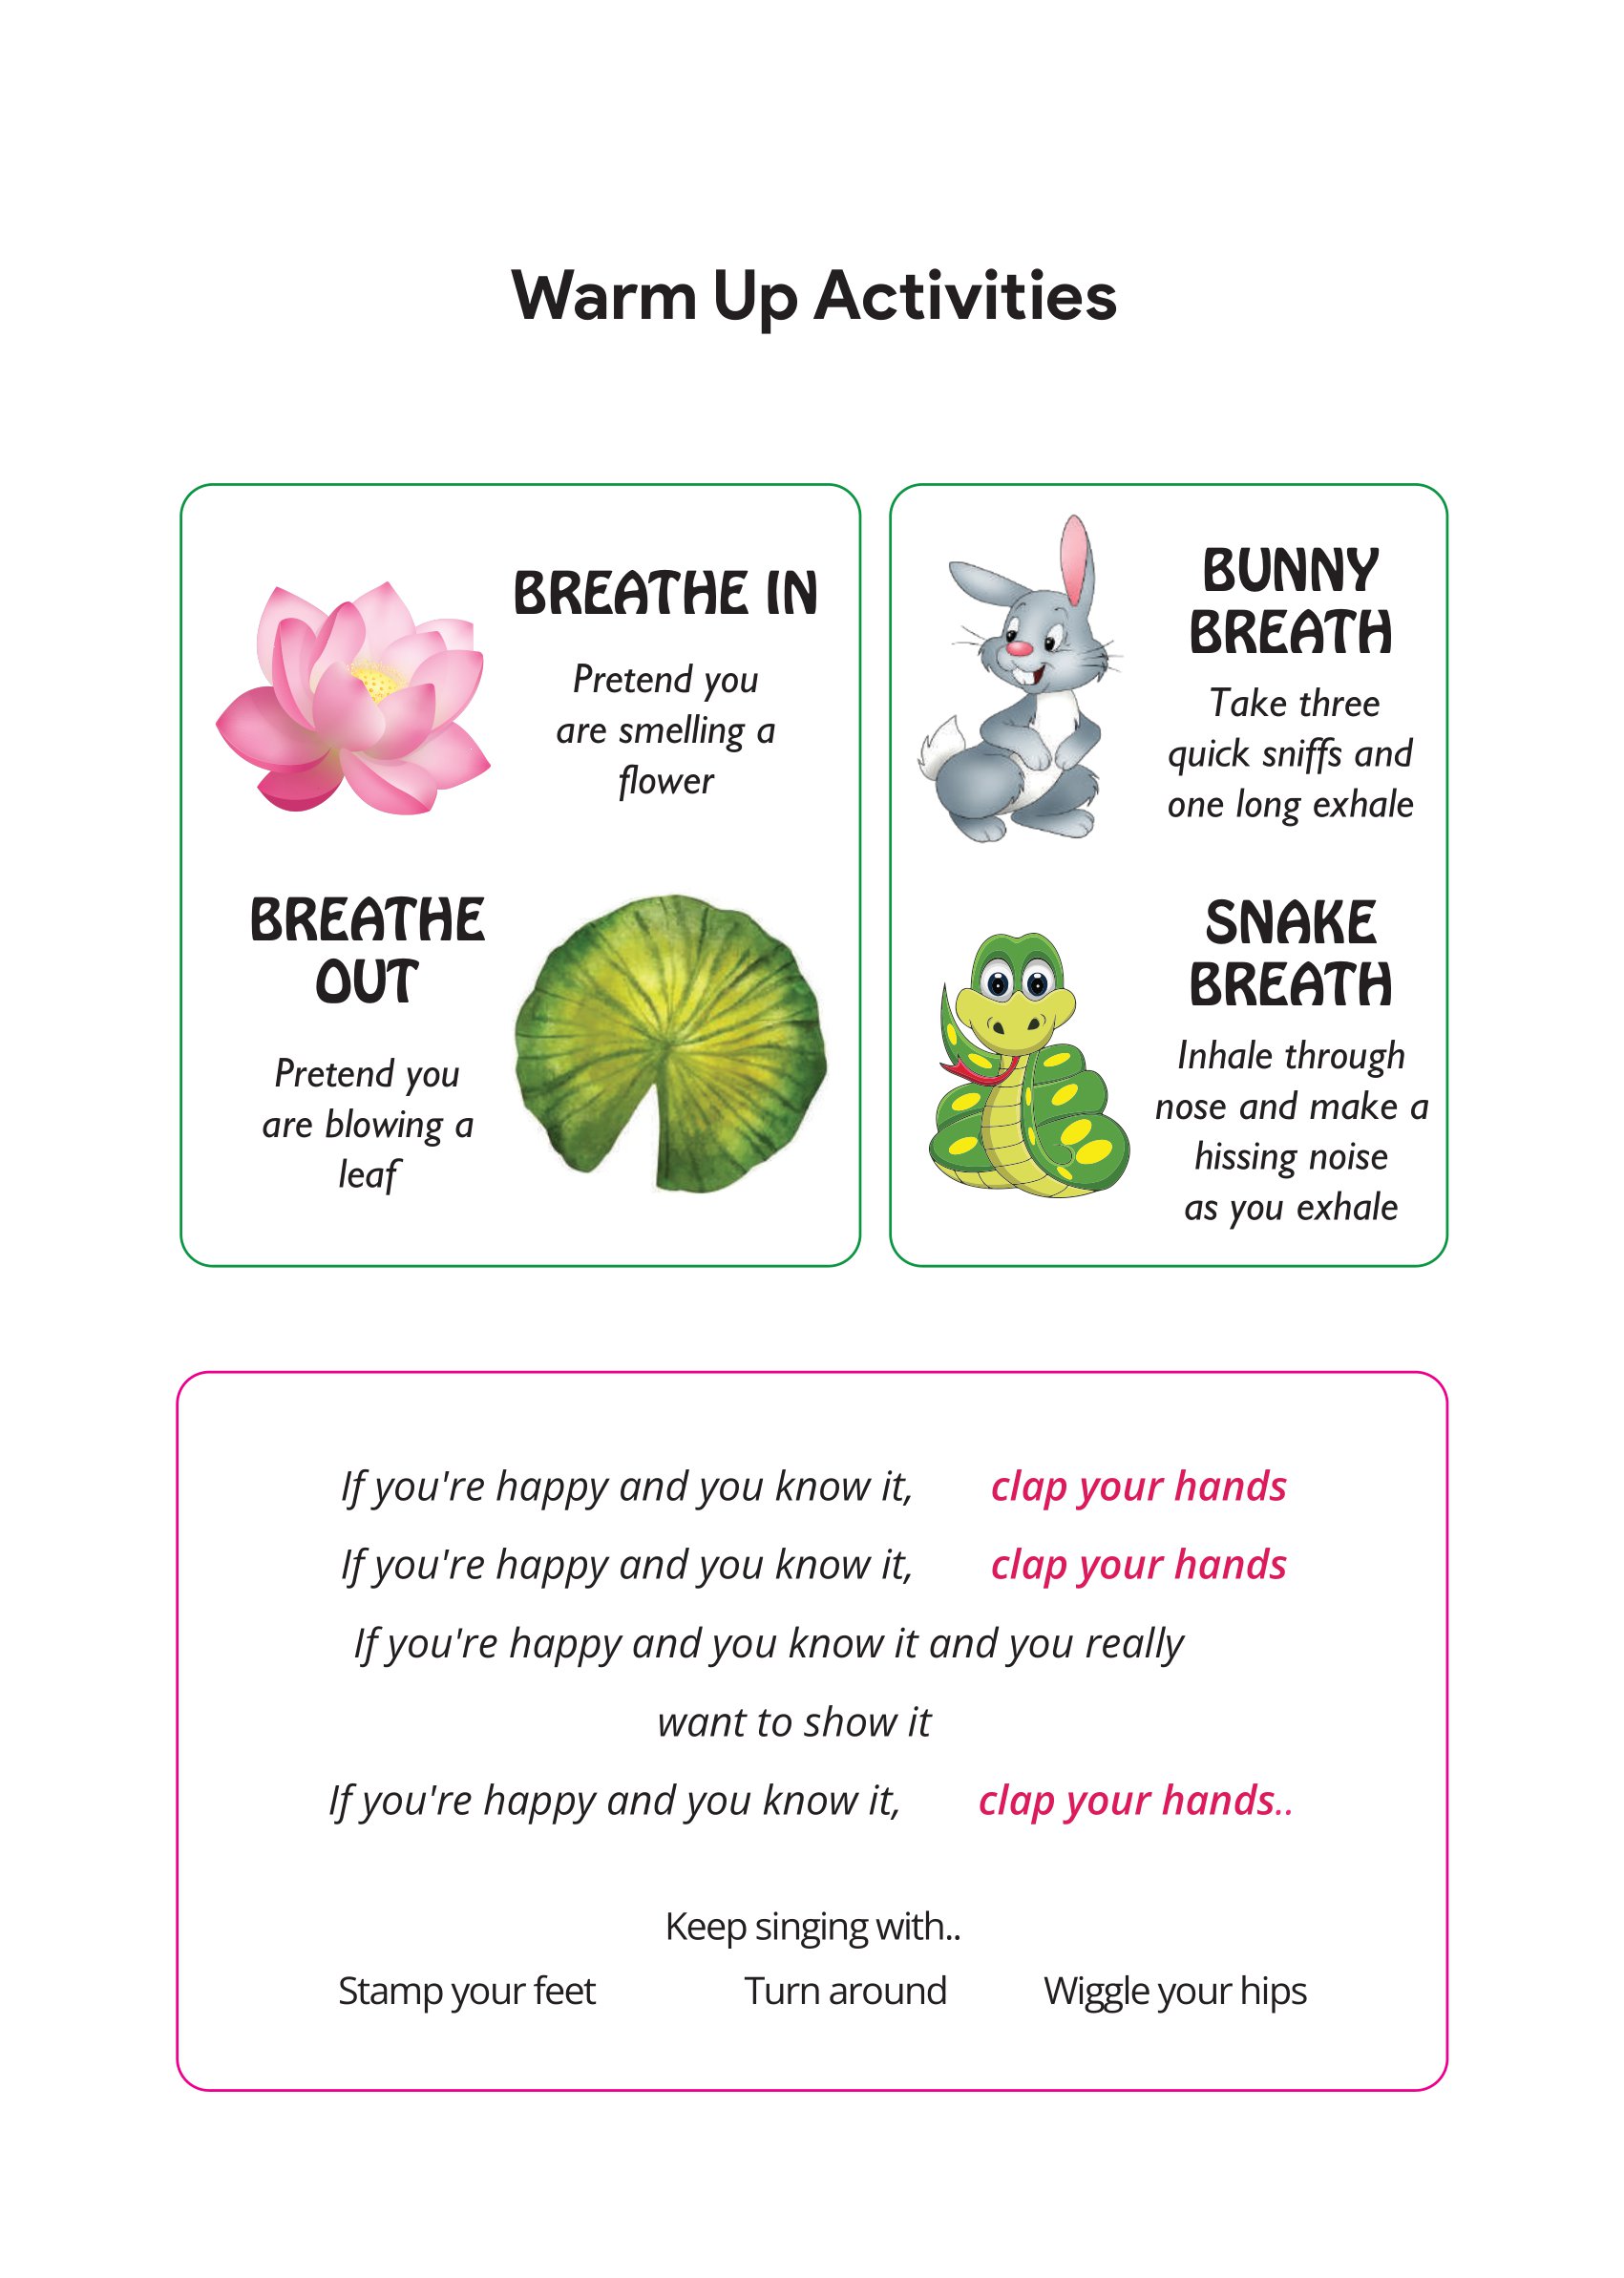 Warm Up Activities
BREATHE IN
Pretend you
are smelling a
flower
BREATHE
OUT
Pretend you
are blowing a
leaf
BUNNY
BREATH
Take three
quick sniffs and
one long exhale
SNAKE
BREATH
Inhale through
nose and make a
hissing noise
as you exhale
If you're happy and you know it, clap your hands
If you're happy and you know it, clap your hands
If you're happy and you know it and you really
want to show it
If you're happy and you know it, clap your hands..
Keep singing with..
Stamp your feet Turn around Wiggle your hips